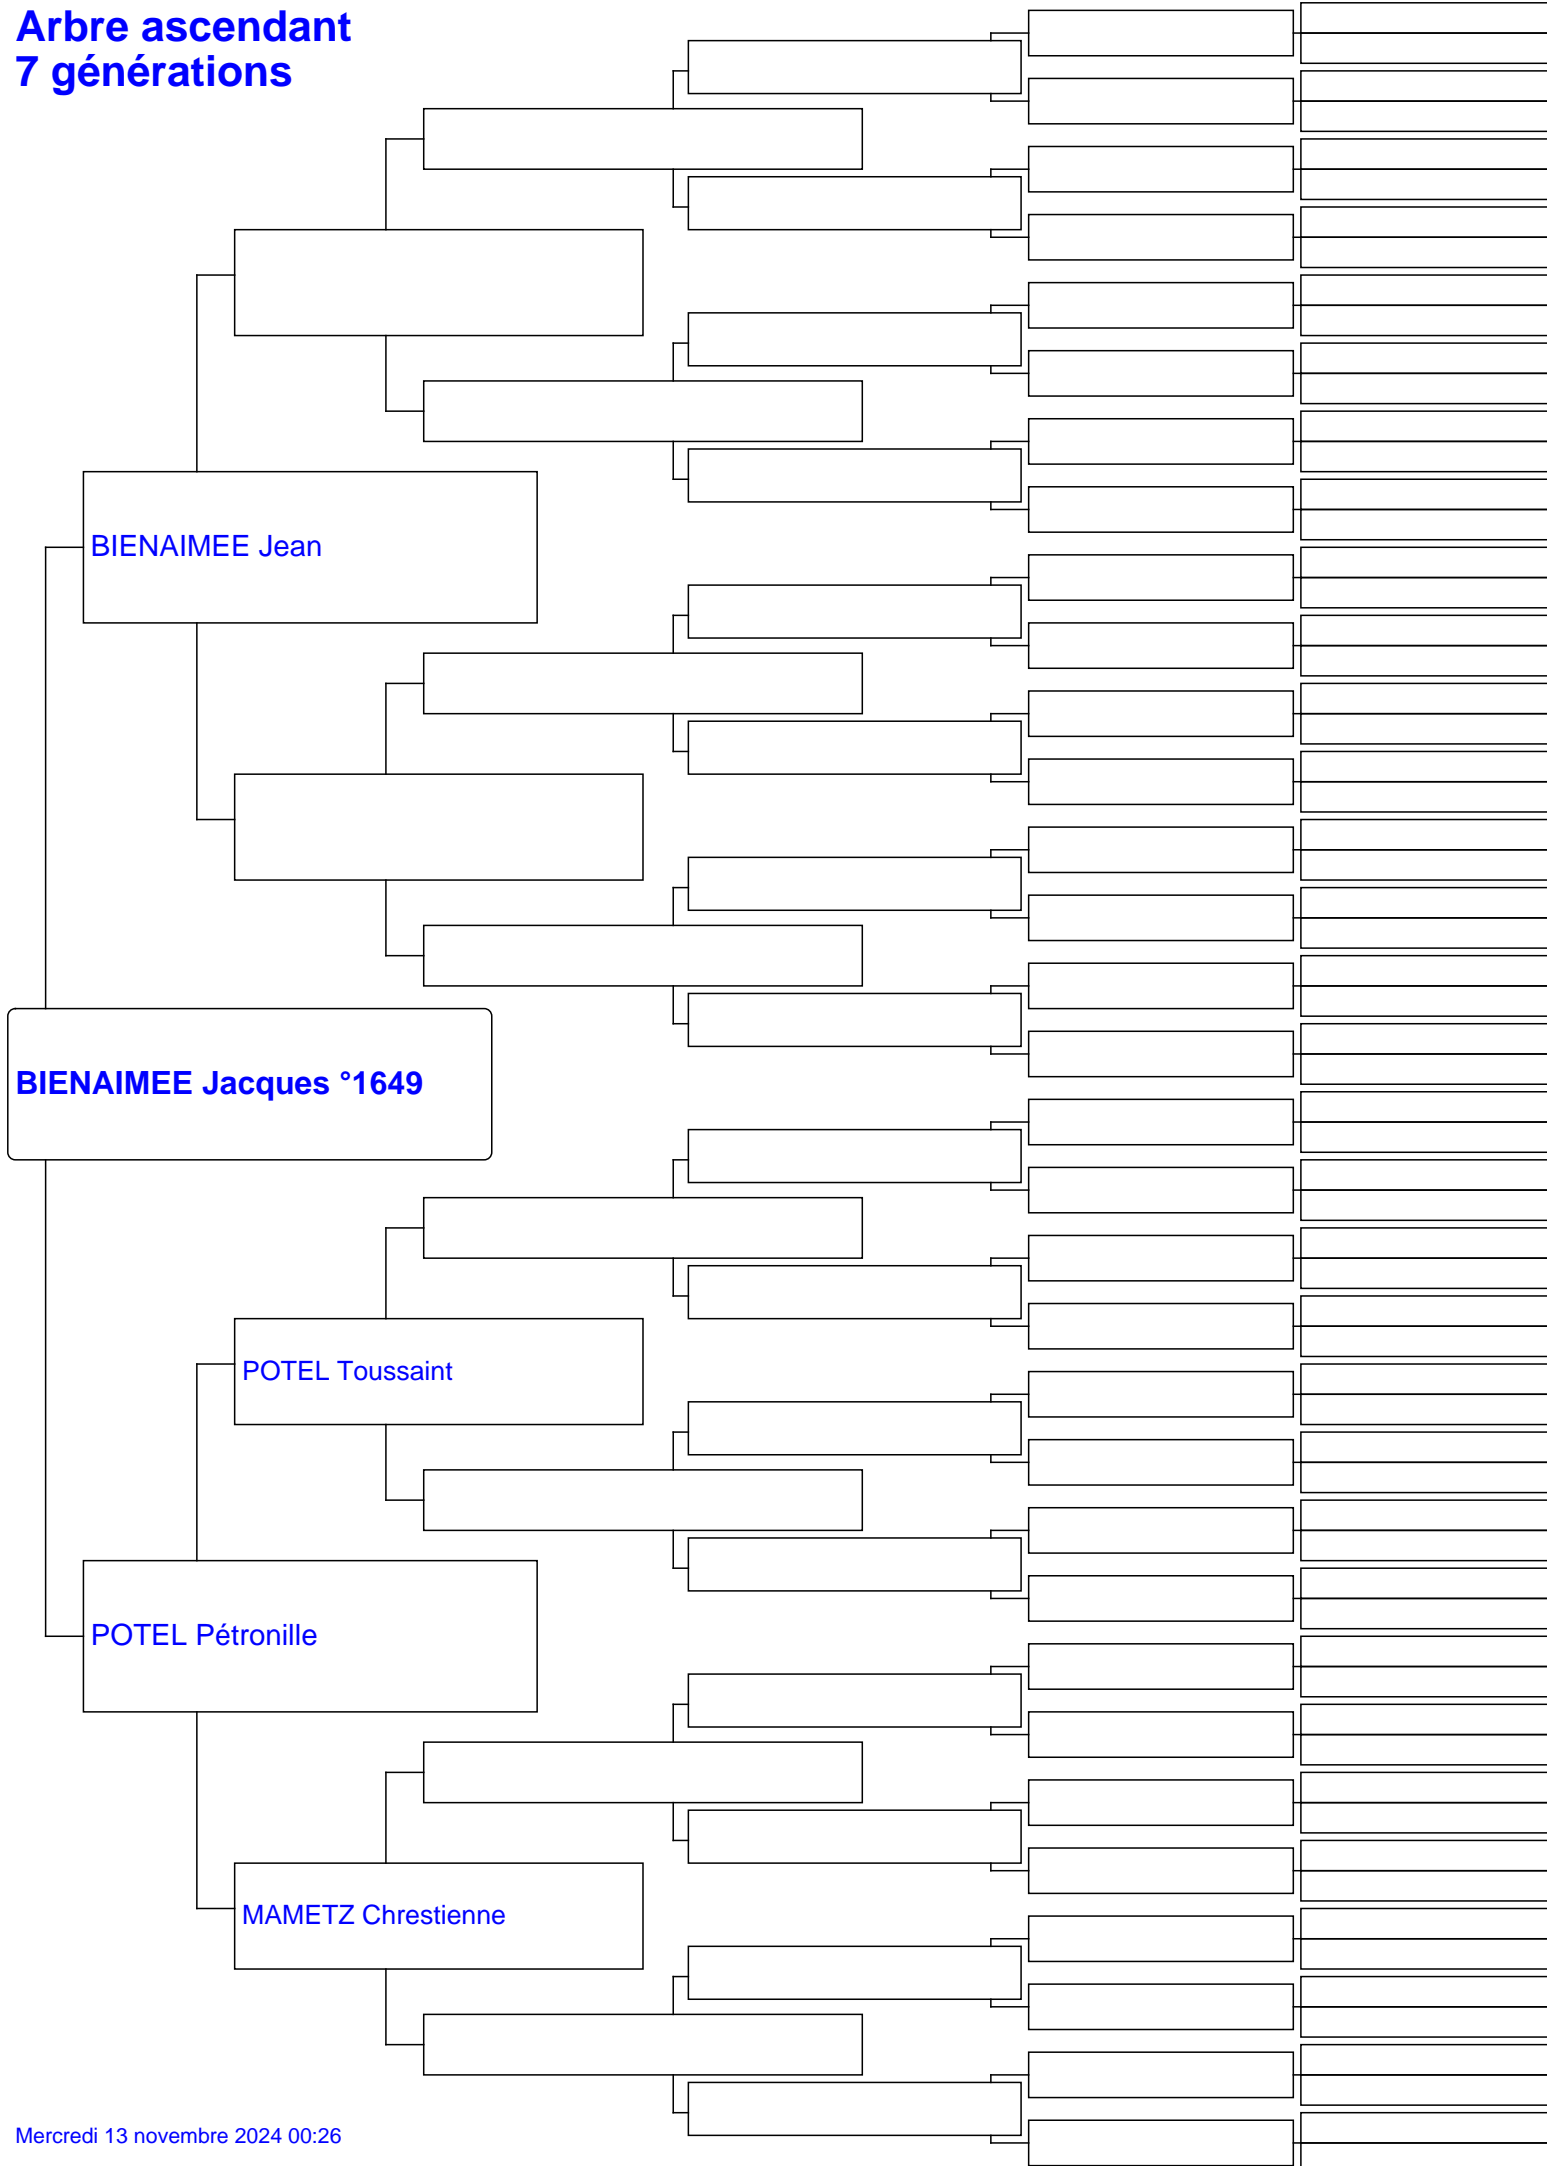 Arbre ascendant
7 générations
BIENAIMEE Jean
BIENAIMEE Jacques °1649
POTEL Toussaint
POTEL Pétronille
MAMETZ Chrestienne
Mercredi 13 novembre 2024 00:26